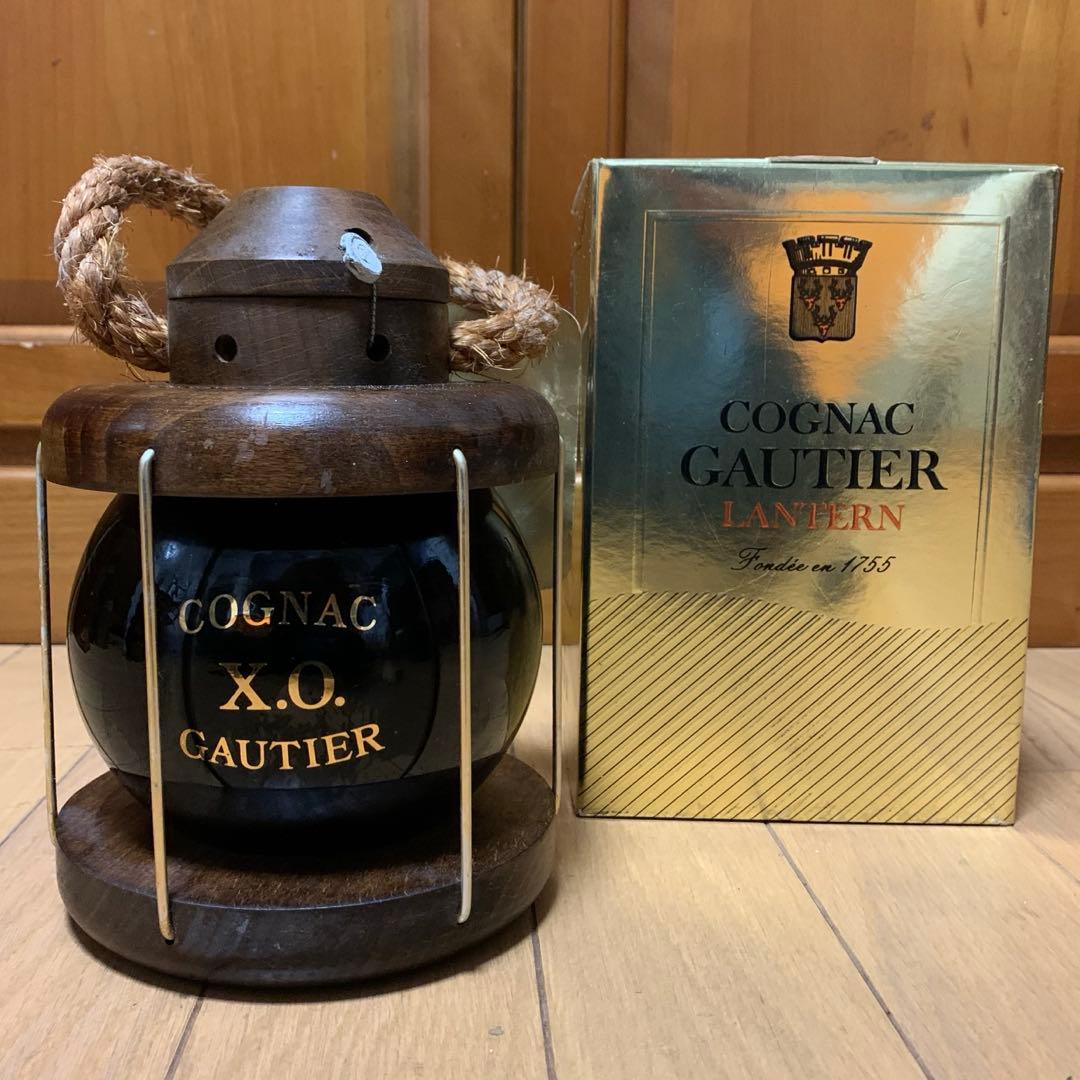 COGNAC
X.O.
GAUTIER
COGNAC
GAUTIER
LANTERN
Fondée en 1755